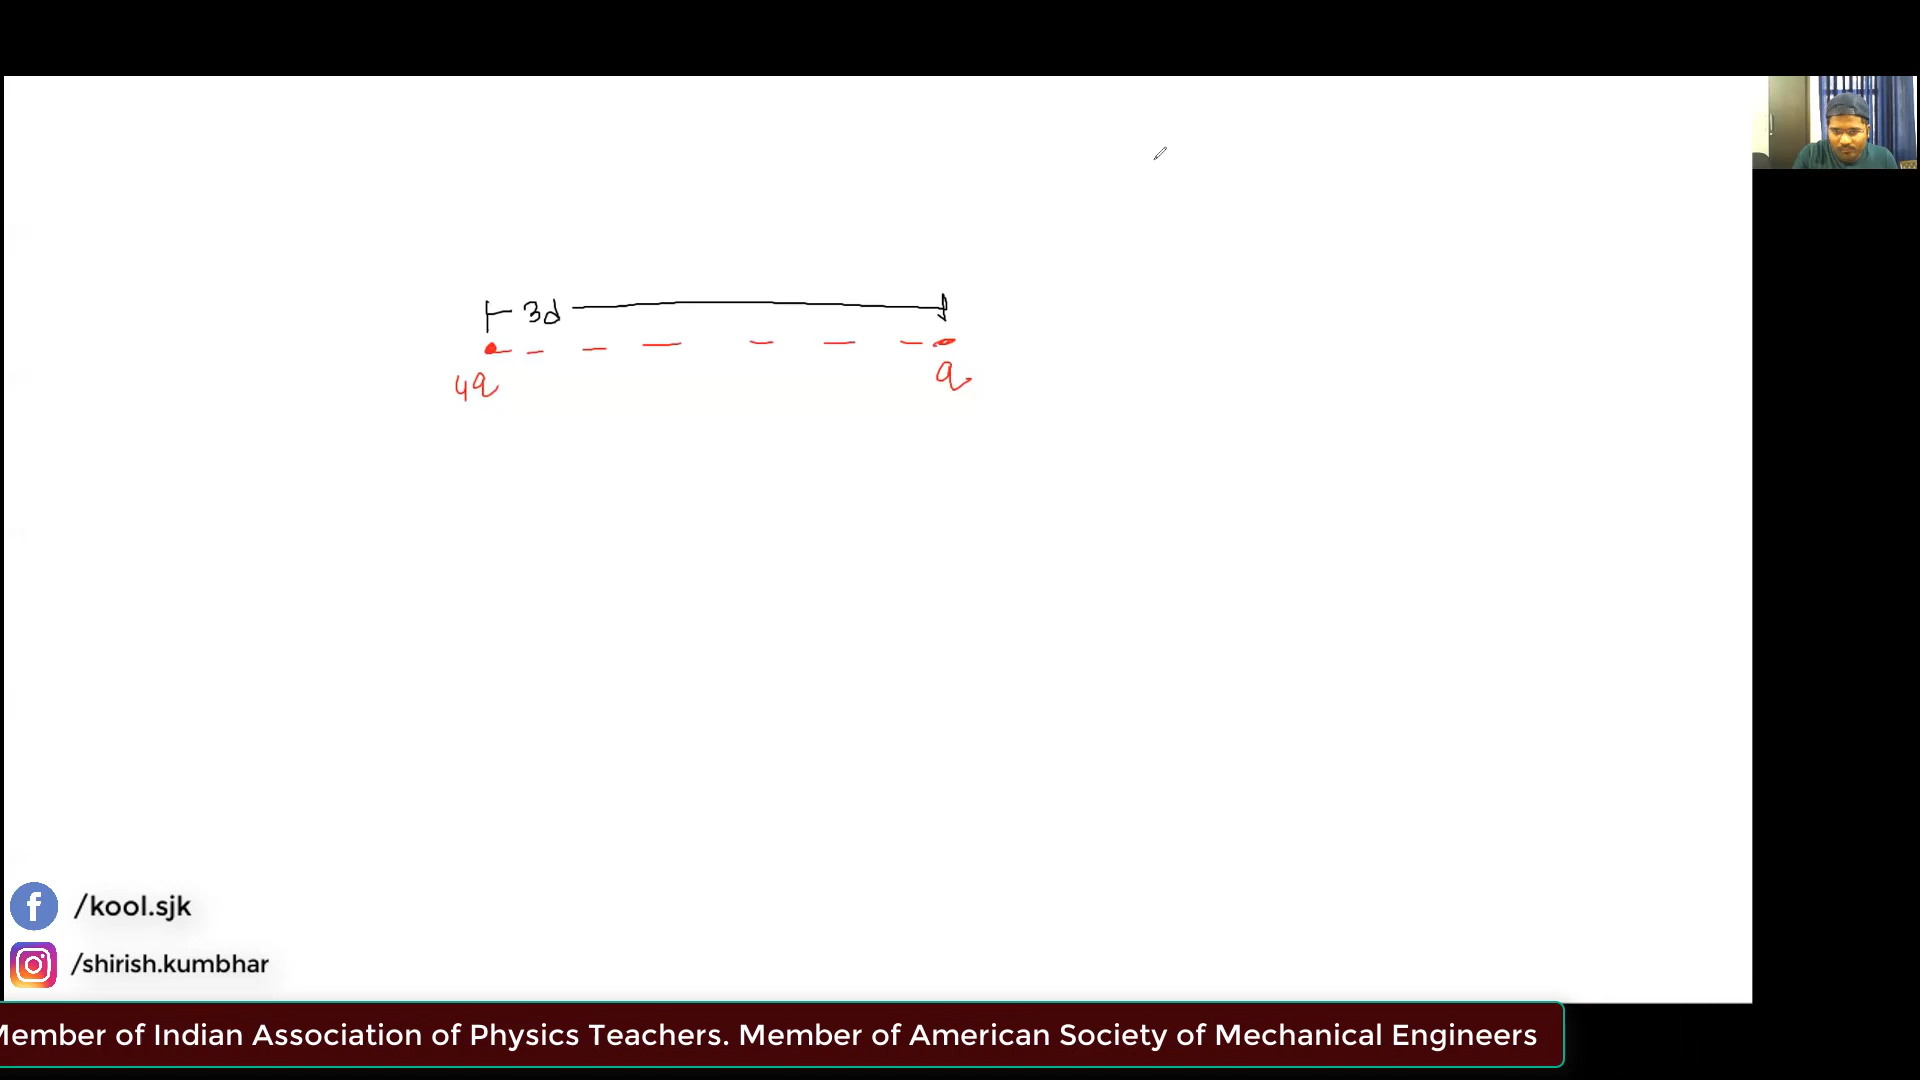 3d
4q
q
/kool.sjk
/shirish.kumbhar
Member of Indian Association of Physics Teachers. Member of American Society of Mechanical Engineers